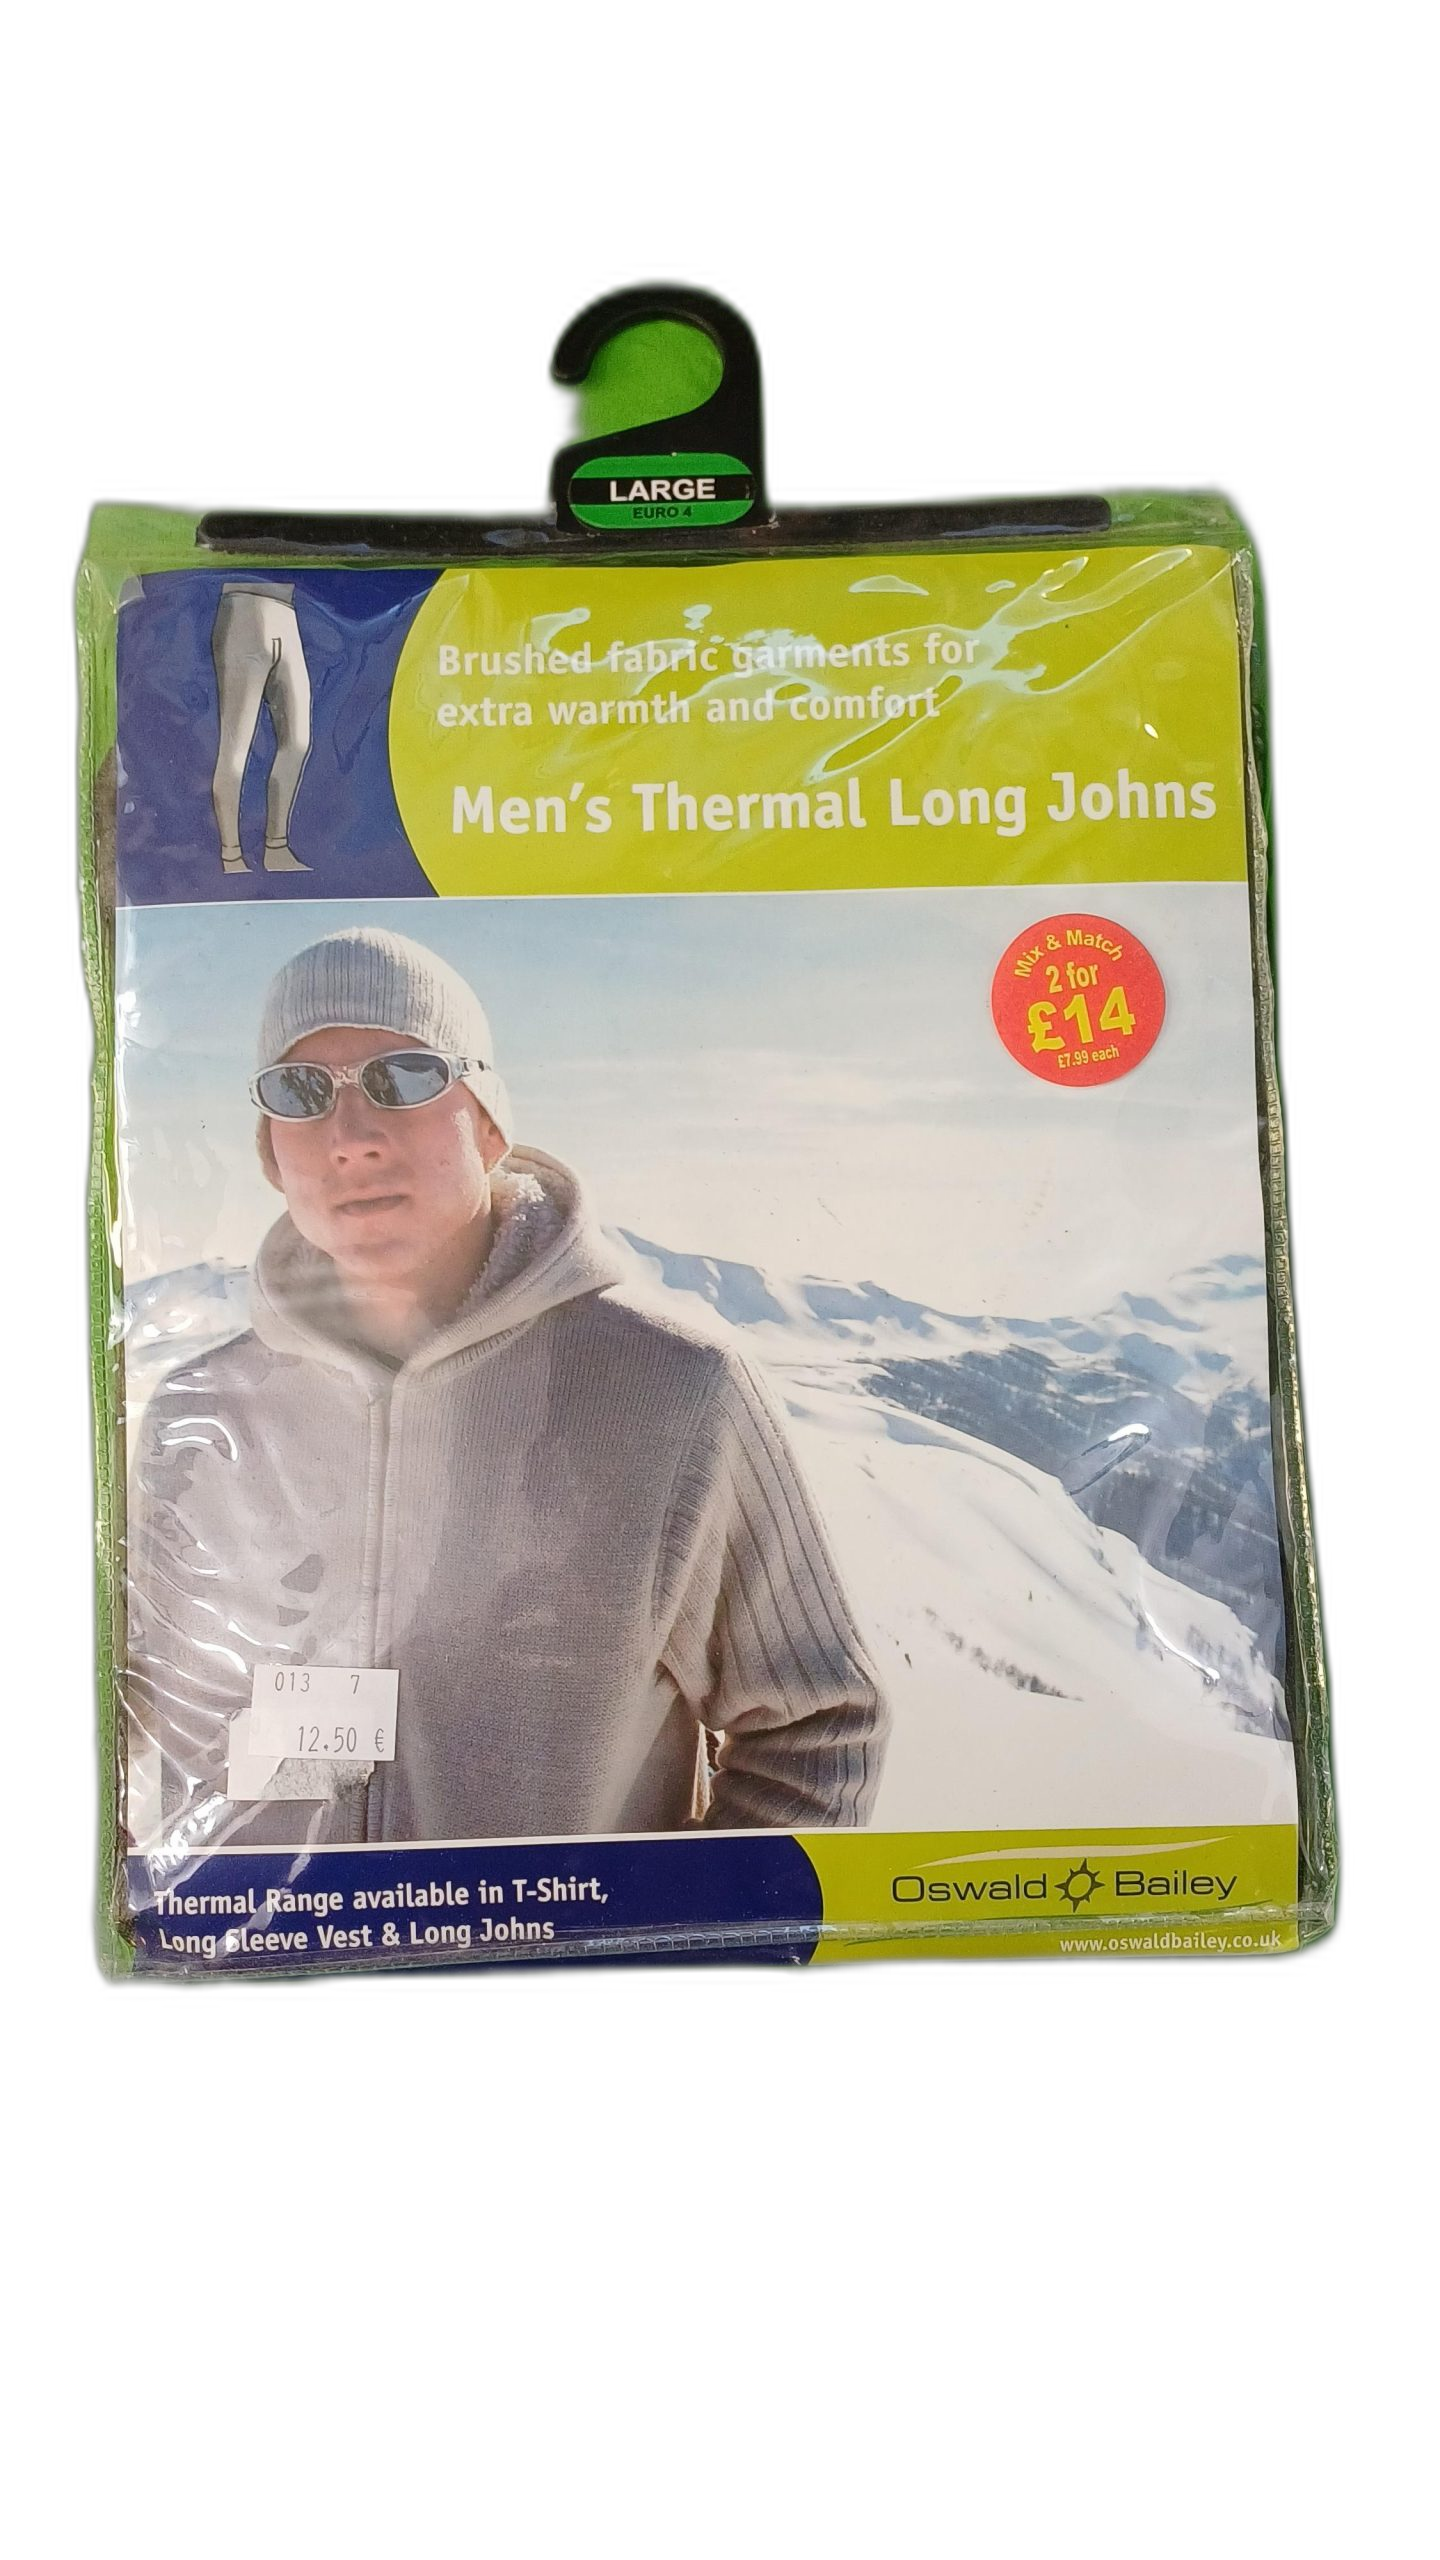 LARGE
EURO 4
Brushed fabric garments for
extra warmth and comfort
Men's Thermal Long Johns
Mix & Match
2 for
£14
£7.99 each
013 7
12.50 €
Thermal Range available in T-Shirt,
Long Sleeve Vest & Long Johns
Oswald Bailey
www.oswaldbailey.co.uk